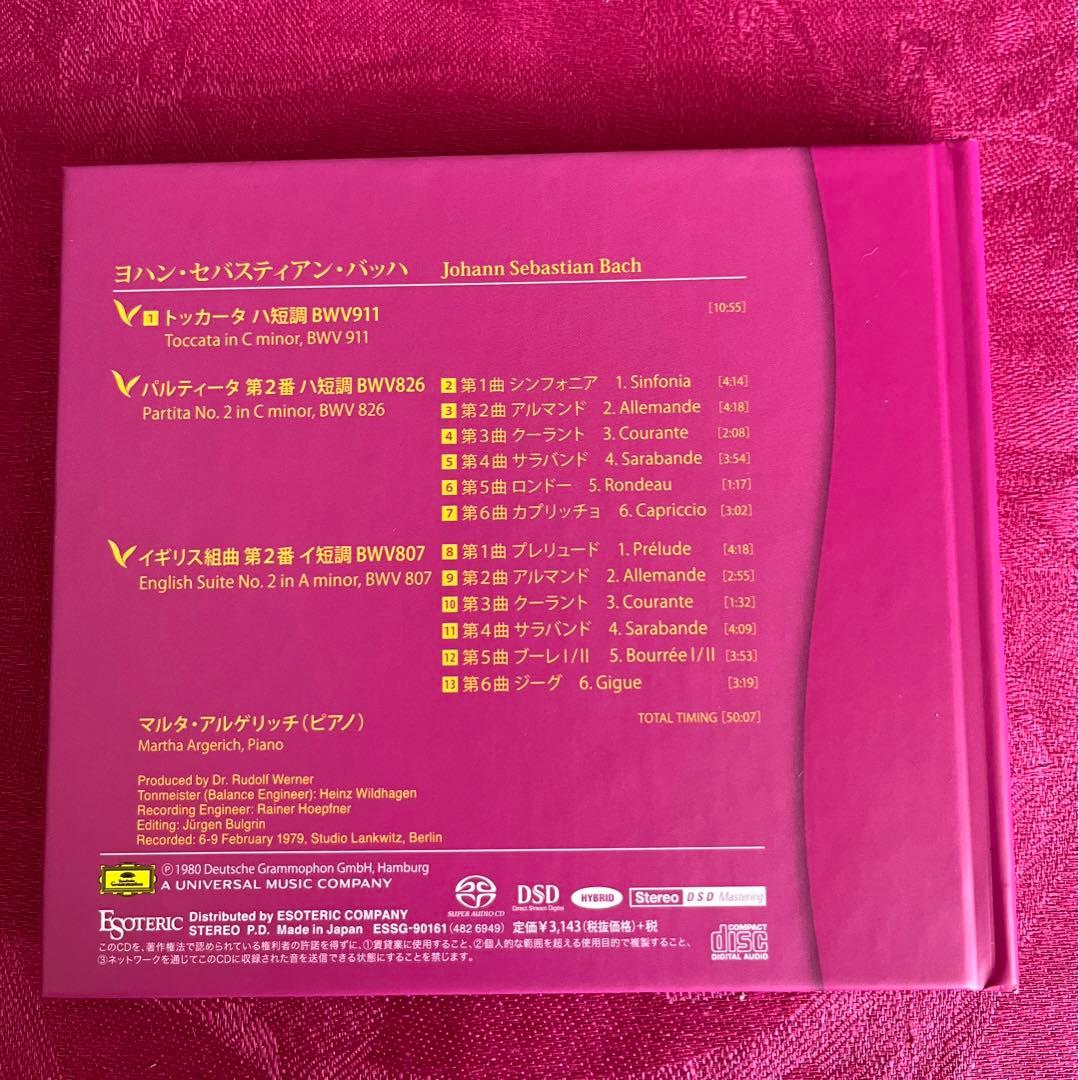 ヨハン・セバスティアン・バッハ Johann Sebastian Bach
1 トッカータ ハ短調 BWV911 [10:55]
Toccata in C minor, BWV 911
パルティータ 第2番 ハ短調 BWV826
Partita No. 2 in C minor, BWV 826
2 第1曲 シンフォニア 1. Sinfonia [4:14]
3 第2曲 アルマンド 2. Allemande [4:18]
4 第3曲 クーラント 3. Courante [2:08]
5 第4曲 サラバンド 4. Sarabande [3:54]
6 第5曲 ロンドー 5. Rondeau [1:17]
7 第6曲 カプリッチョ 6. Capriccio [3:02]
イギリス組曲 第2番 イ短調 BWV807
English Suite No. 2 in A minor, BWV 807
8 第1曲 プレリュード 1. Prélude [4:18]
9 第2曲 アルマンド 2. Allemande [2:55]
10 第3曲 クーラント 3. Courante [1:32]
11 第4曲 サラバンド 4. Sarabande [4:09]
12 第5曲 ブーレI/II 5. Bourrée I/II [3:53]
13 第6曲 ジーグ 6. Gigue [3:19]
TOTAL TIMING [50:07]
マルタ・アルゲリッチ(ピアノ)
Martha Argerich, Piano
Produced by Dr. Rudolf Werner
Tonmeister (Balance Engineer): Heinz Wildhagen
Recording Engineer: Rainer Hoepfner
Editing: Jürgen Bulgrin
Recorded: 6-9 February 1979, Studio Lankwitz, Berlin
Deutsche Grammophon
℗1980 Deutsche Grammophon GmbH, Hamburg
A UNIVERSAL MUSIC COMPANY
SUPER AUDIO CD
DSD
Direct Stream Digital
HYBRID
Stereo DSD Mastering
ESOTERIC
Distributed by ESOTERIC COMPANY
STEREO P.D. Made in Japan ESSG-90161 (482 6949) 定価¥3,143(税抜価格)+税
このCDを、著作権法で認められている権利者の許諾を得ずに、①賃貸業に使用すること、②個人的な範囲を超える使用目的で複製すること、
③ネットワークを通じてこのCDに収録された音を送信できる状態にすることを禁じます。
COMPACT
disc
DIGITAL AUDIO